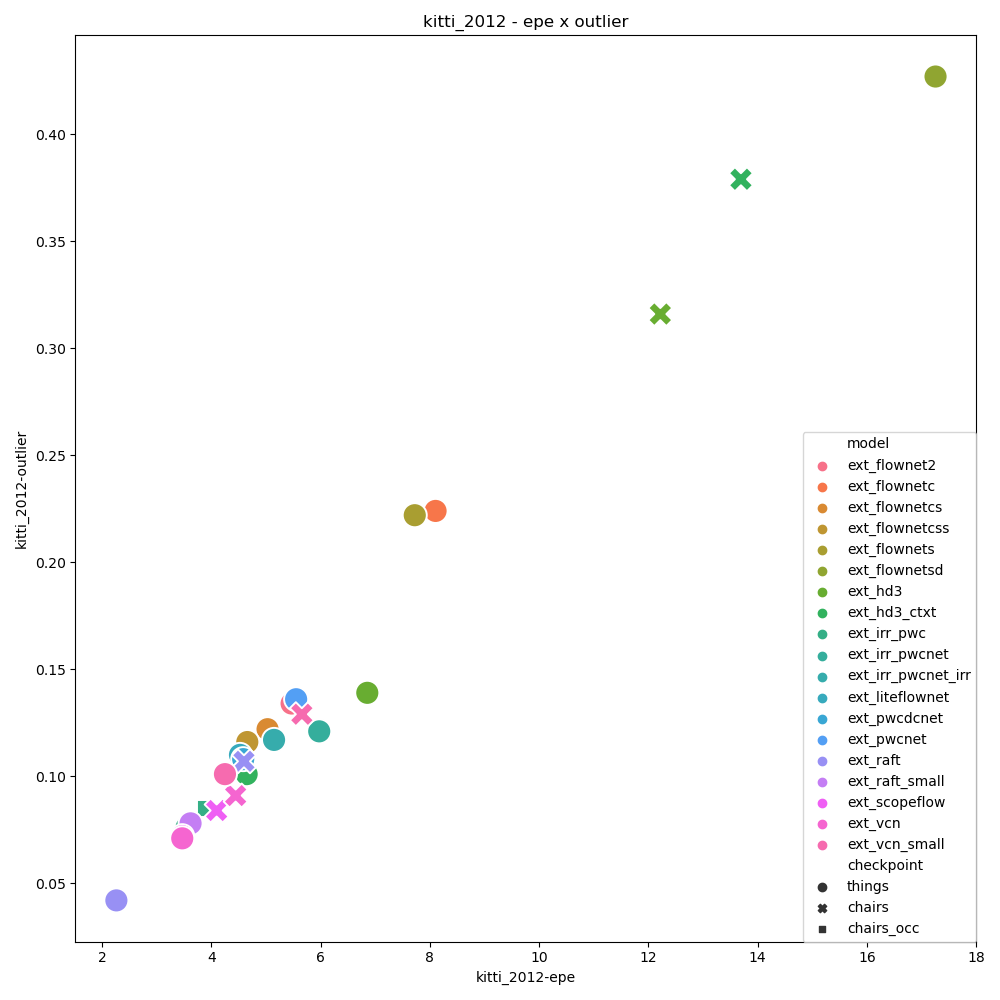 kitti_2012 - epe x outlier
kitti_2012-outlier
0.40
0.35
0.30
0.25
0.20
0.15
0.10
0.05
model
ext_flownet2
ext_flownetc
ext_flownetcs
ext_flownetcss
ext_flownets
ext_flownetsd
ext_hd3
ext_hd3_ctxt
ext_irr_pwc
ext_irr_pwcnet
ext_irr_pwcnet_irr
ext_liteflownet
ext_pwcdcnet
ext_pwcnet
ext_raft
ext_raft_small
ext_scopeflow
ext_vcn
ext_vcn_small
checkpoint
things
chairs
chairs_occ
2 4 6 8 10 12 14 16 18
kitti_2012-epe